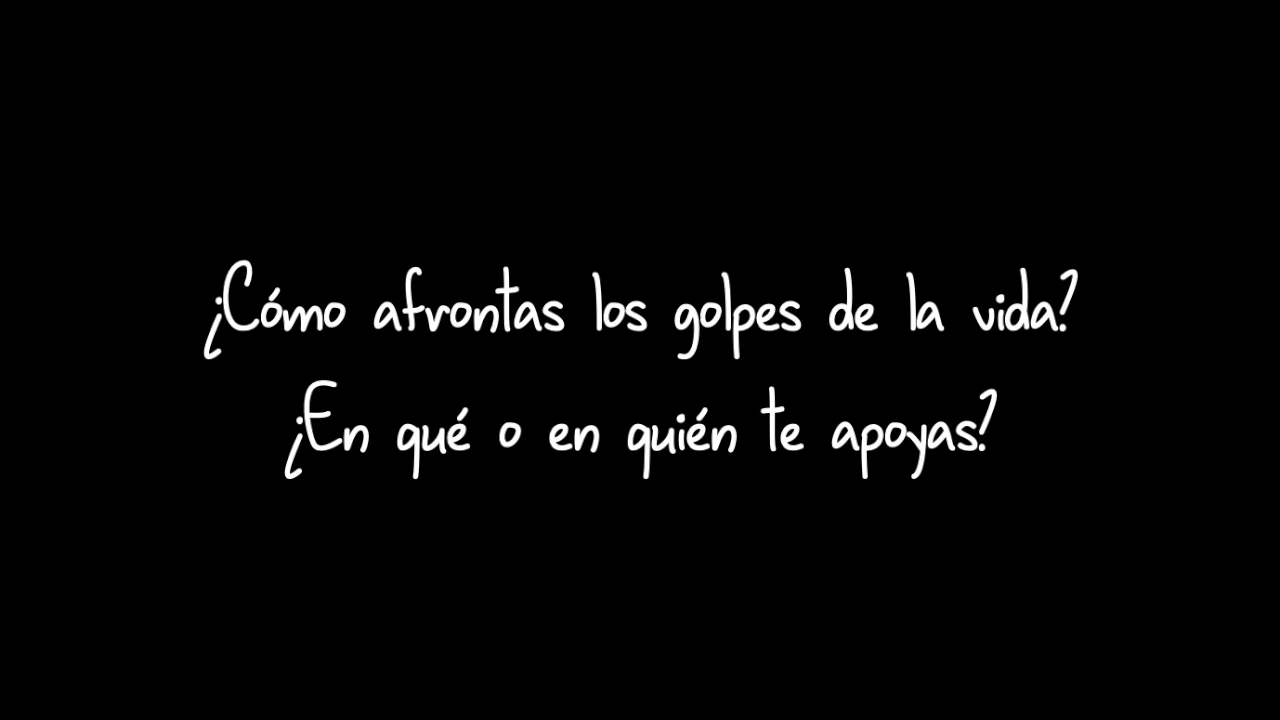 ¿Cómo afrontas los golpes de la vida?
¿En qué o en quién te apoyas?